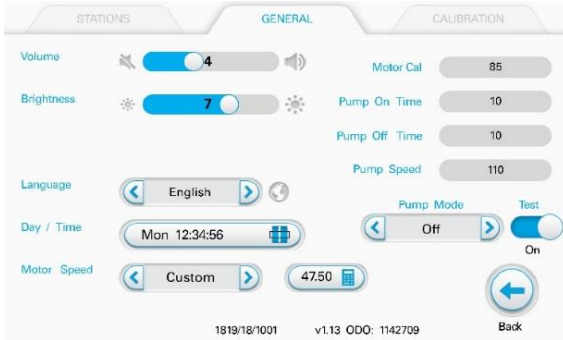 STATIONS
GENERAL
CALIBRATION
Volume
4
Motor Cal
85
Brightness
7
Pump On Time
10
Pump Off Time
10
Pump Speed
110
Language
English
Pump Mode
Test
Day / Time
Mon 12:34:56
Off
On
Motor Speed
Custom
47.50
Back
1819/18/1001
v1.13 ODO: 1142709